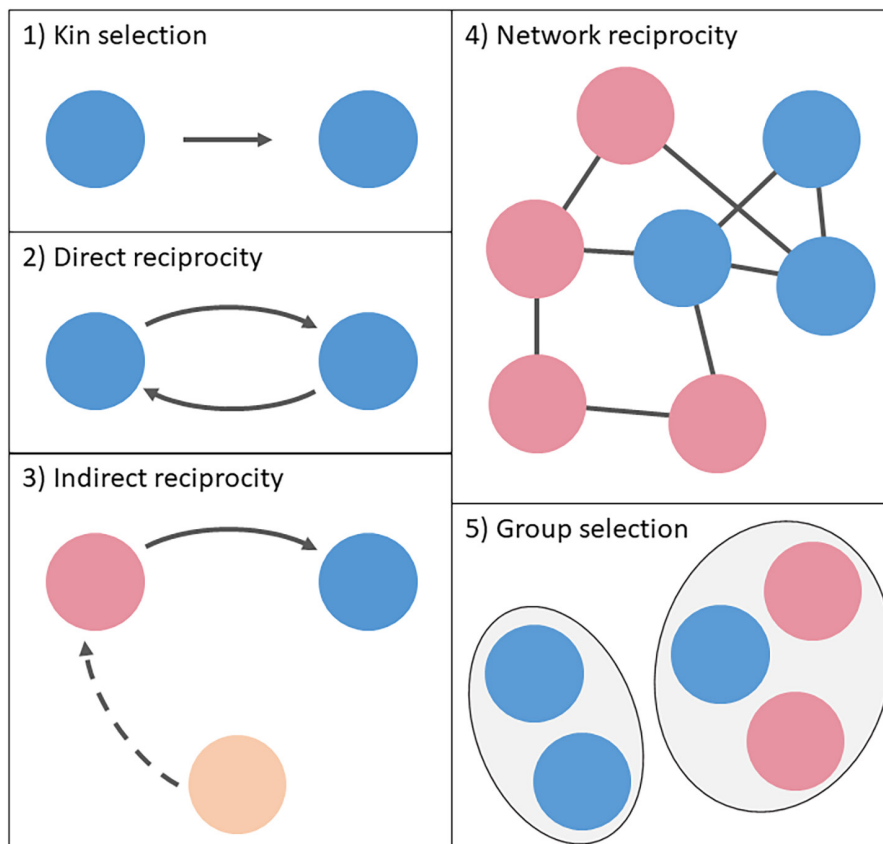 1) Kin selection
2) Direct reciprocity
3) Indirect reciprocity
4) Network reciprocity
5) Group selection